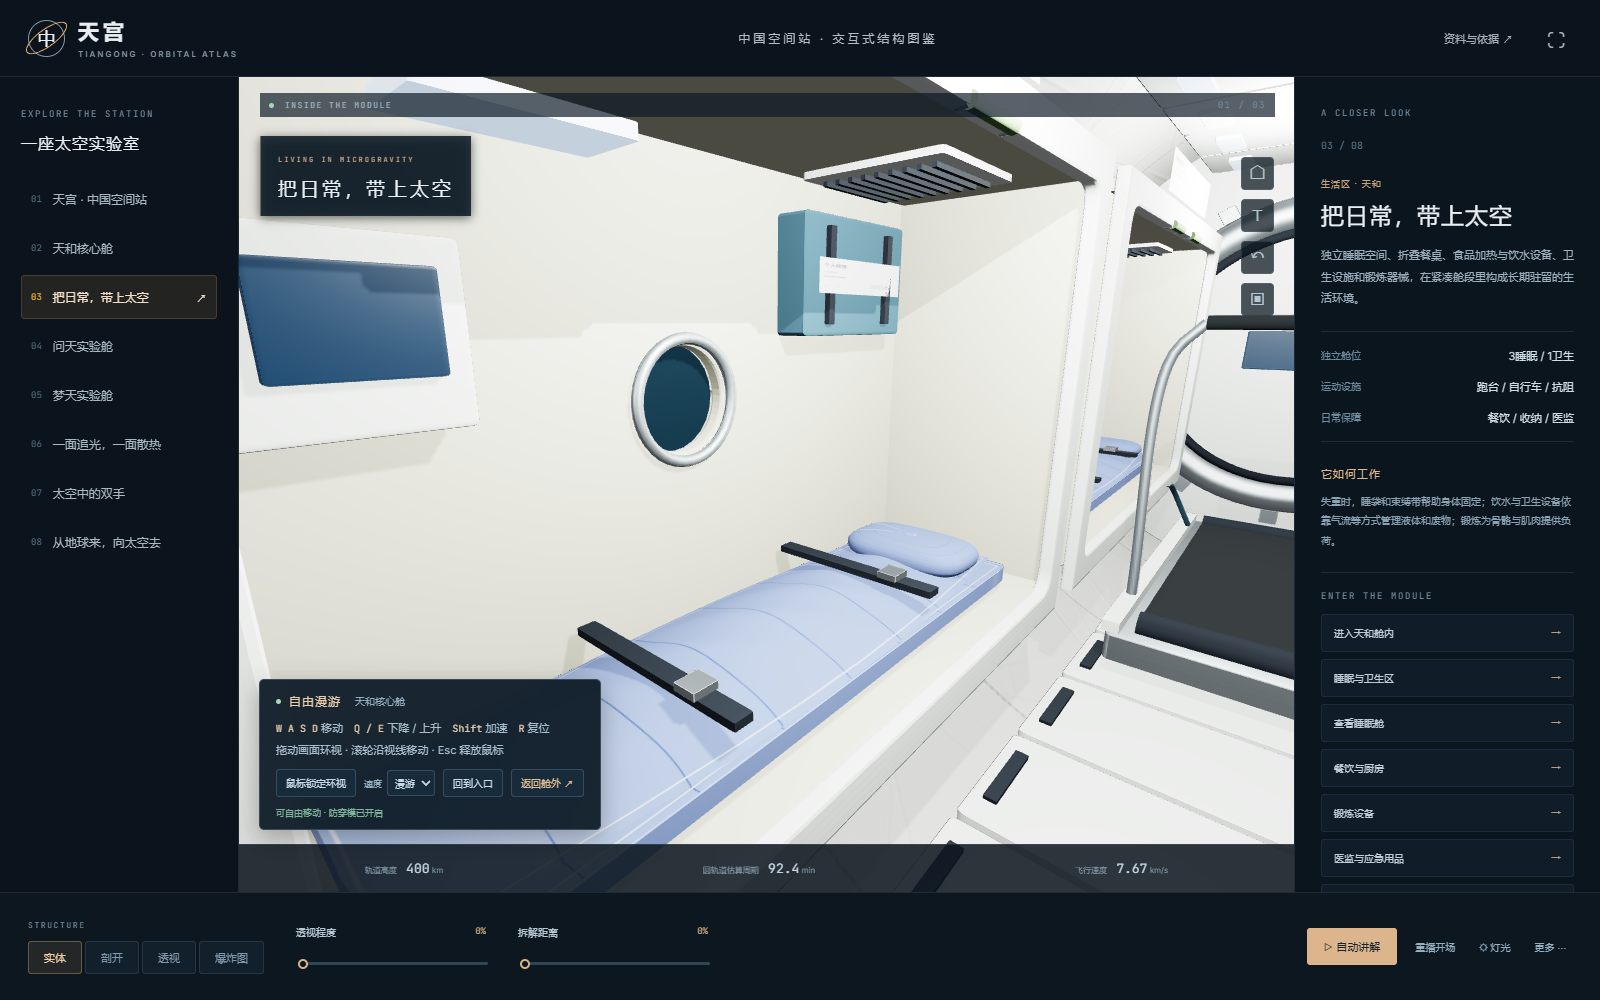 中 天宫
TIANGONG · ORBITAL ATLAS
中国空间站 · 交互式结构图鉴
资料与依据 ↗
EXPLORE THE STATION
一座太空实验室
01 天宫 · 中国空间站
02 天和核心舱
03 把日常，带上太空 ↗
04 问天实验舱
05 梦天实验舱
06 一面追光，一面散热
07 太空中的双手
08 从地球来，向太空去
INSIDE THE MODULE
01 / 03
LIVING IN MICROGRAVITY
把日常，带上太空
T
自由漫游 天和核心舱
W A S D 移动 Q / E 下降 / 上升 Shift 加速 R 复位
拖动画面环视 · 滚轮沿视线移动 · Esc 释放鼠标
鼠标锁定环视 速度 漫游 回到入口 返回舱外 ↗
可自由移动 · 防穿模已开启
轨道高度 400 km
圆轨道估算周期 92.4 min
飞行速度 7.67 km/s
A CLOSER LOOK
03 / 08
生活区 · 天和
把日常，带上太空
独立睡眠空间、折叠餐桌、食品加热与饮水设备、卫
生设施和锻炼器械，在紧凑舱段里构成长期驻留的生
活环境。
独立舱位 3睡眠 / 1卫生
运动设施 跑台 / 自行车 / 抗阻
日常保障 餐饮 / 收纳 / 医监
它如何工作
失重时，睡袋和束缚带帮助身体固定；饮水与卫生设备依
靠气流等方式管理液体和废物；锻炼为骨骼与肌肉提供负
荷。
ENTER THE MODULE
进入天和舱内 →
睡眠与卫生区 →
查看睡眠舱 →
餐饮与厨房 →
锻炼设备 →
医监与应急用品 →
STRUCTURE
实体 剖开 透视 爆炸图
透视程度 0%
拆解距离 0%
▷ 自动讲解
重播开场
灯光
更多 ···